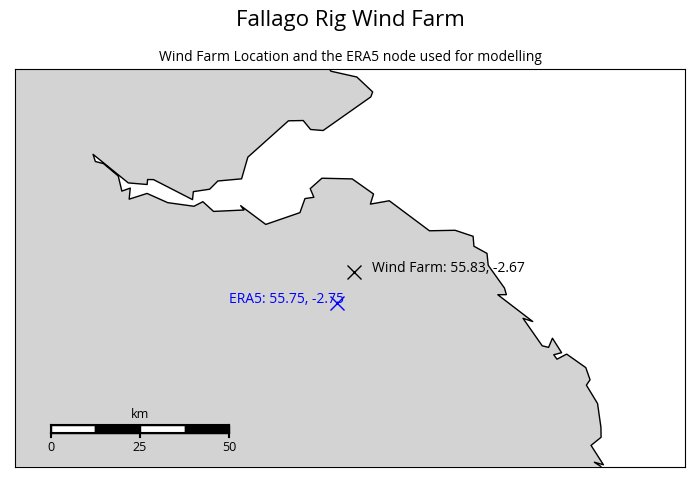 Fallago Rig Wind Farm
Wind Farm Location and the ERA5 node used for modelling
Wind Farm: 55.83, -2.67
ERA5: 55.75, -2.75
km
0 25 50